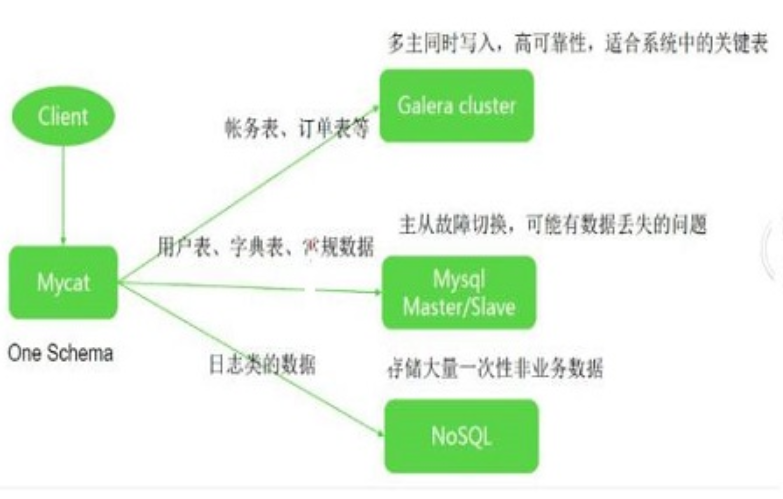 多主同时写入，高可靠性，适合系统中的关键表
Client
Galera cluster
帐务表、订单表等
主从故障切换，可能有数据丢失的问题
用户表、字典表、常规数据
Mycat
Mysql
Master/Slave
One Schema
日志类的数据
存储大量一次性非业务数据
NoSQL